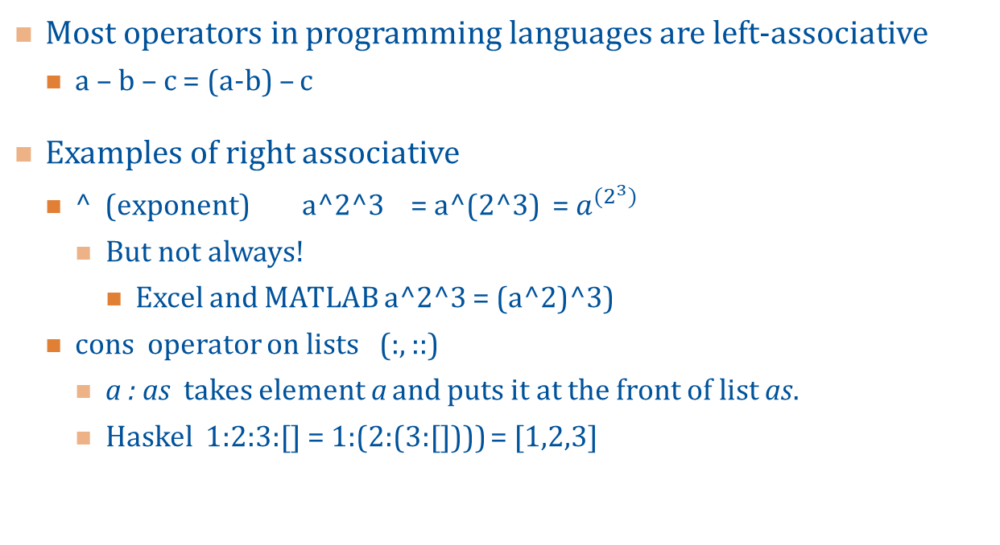 Most operators in programming languages are left-associative
a – b – c = (a-b) – c
Examples of right associative
^ (exponent) a^2^3 = a^(2^3) = a^(2³)
But not always!
Excel and MATLAB a^2^3 = (a^2)^3)
cons operator on lists (:, ::)
a : as takes element a and puts it at the front of list as.
Haskel 1:2:3:[] = 1:(2:(3:[]))) = [1,2,3]